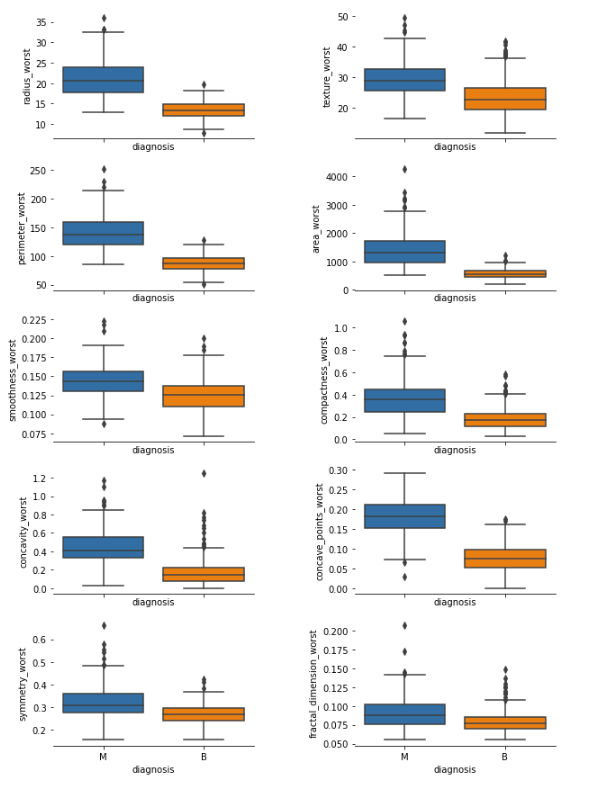 radius_worst
35
30
25
20
15
10
diagnosis
texture_worst
50
40
30
20
diagnosis
perimeter_worst
250
200
150
100
50
diagnosis
area_worst
4000
3000
2000
1000
0
diagnosis
smoothness_worst
0.225
0.200
0.175
0.150
0.125
0.100
0.075
diagnosis
compactness_worst
1.0
0.8
0.6
0.4
0.2
0.0
diagnosis
concavity_worst
1.2
1.0
0.8
0.6
0.4
0.2
0.0
diagnosis
concave_points_worst
0.30
0.25
0.20
0.15
0.10
0.05
0.00
diagnosis
symmetry_worst
0.6
0.5
0.4
0.3
0.2
M B
diagnosis
fractal_dimension_worst
0.200
0.175
0.150
0.125
0.100
0.075
0.050
M B
diagnosis